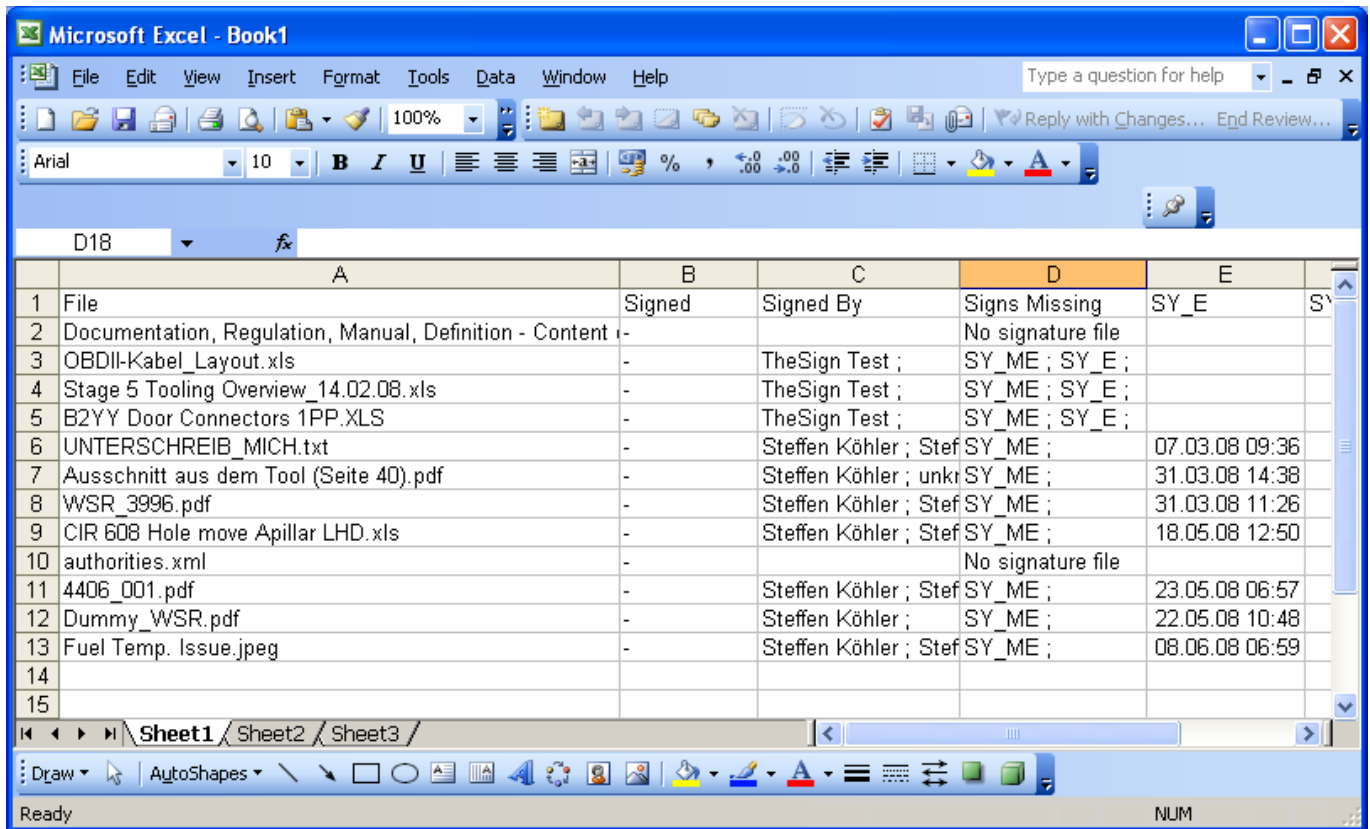 Microsoft Excel - Book1
File Edit View Insert Format Tools Data Window Help Type a question for help
100% Reply with Changes... End Review...
Arial 10 B I U % , .00 .00
D18 fx
A B C D E
1 File Signed Signed By Signs Missing SY_E
2 Documentation, Regulation, Manual, Definition - Content - No signature file
3 OBDII-Kabel_Layout.xls - TheSign Test ; SY_ME ; SY_E ;
4 Stage 5 Tooling Overview_14.02.08.xls - TheSign Test ; SY_ME ; SY_E ;
5 B2YY Door Connectors 1PP.XLS - TheSign Test ; SY_ME ; SY_E ;
6 UNTERSCHREIB_MICH.txt - Steffen Köhler ; Stef SY_ME ; 07.03.08 09:36
7 Ausschnitt aus dem Tool (Seite 40).pdf - Steffen Köhler ; unkr SY_ME ; 31.03.08 14:38
8 WSR_3996.pdf - Steffen Köhler ; Stef SY_ME ; 31.03.08 11:26
9 CIR 608 Hole move Apillar LHD.xls - Steffen Köhler ; Stef SY_ME ; 18.05.08 12:50
10 authorities.xml - No signature file
11 4406_001.pdf - Steffen Köhler ; Stef SY_ME ; 23.05.08 06:57
12 Dummy_WSR.pdf - Steffen Köhler ; SY_ME ; 22.05.08 10:48
13 Fuel Temp. Issue.jpeg - Steffen Köhler ; Stef SY_ME ; 08.06.08 06:59
14
15
Sheet1 Sheet2 Sheet3
Draw AutoShapes A A
Ready NUM